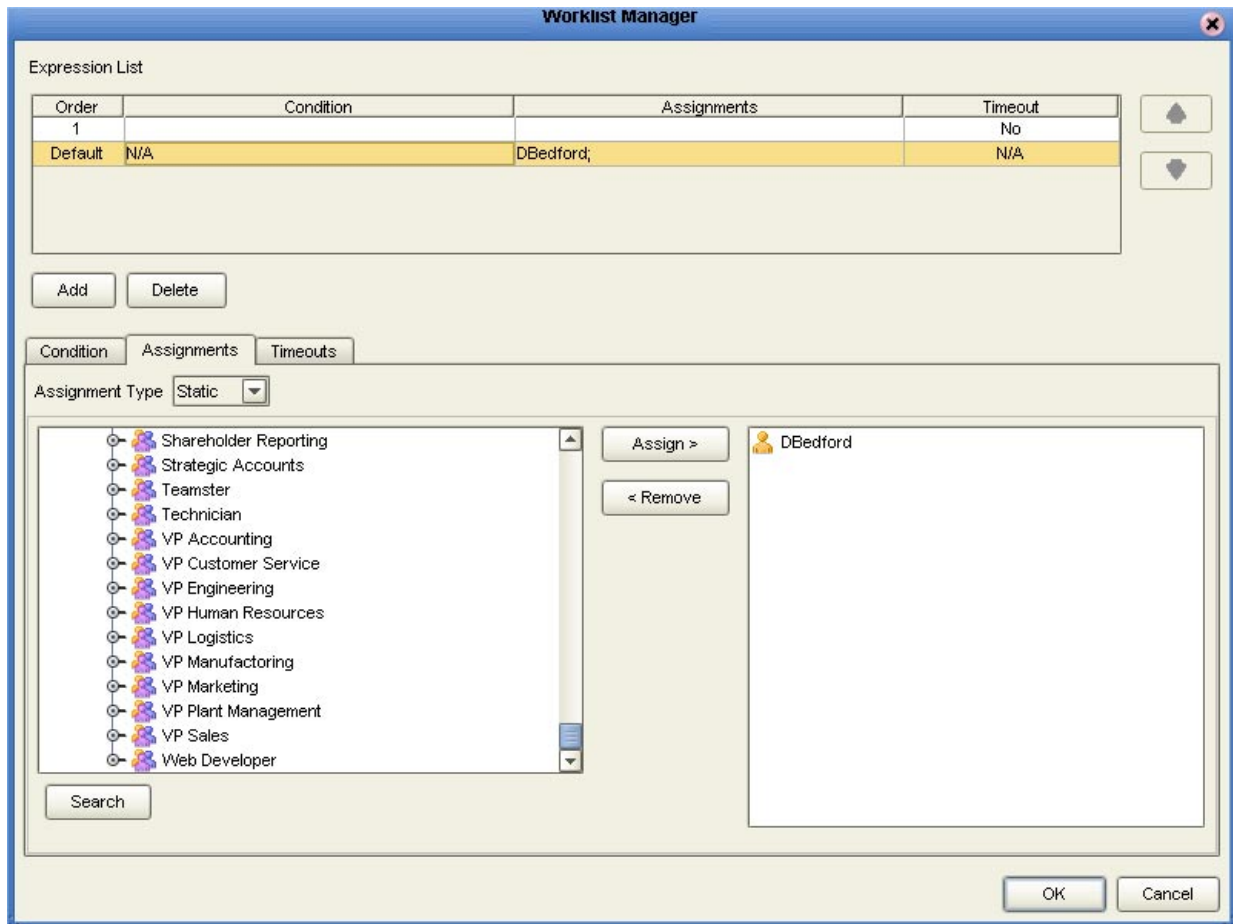 Worklist Manager
Expression List
Order Condition Assignments Timeout
1 No
Default N/A DBedford; N/A
Add Delete
Condition Assignments Timeouts
Assignment Type Static
Shareholder Reporting
Strategic Accounts
Teamster
Technician
VP Accounting
VP Customer Service
VP Engineering
VP Human Resources
VP Logistics
VP Manufactoring
VP Marketing
VP Plant Management
VP Sales
Web Developer
Assign >
< Remove
DBedford
Search
OK Cancel